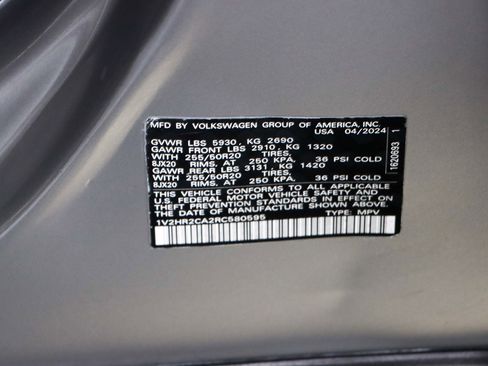 MFD BY VOLKSWAGEN GROUP OF AMERICA, INC.
USA 04/2024
GVWR LBS 5930, KG 2690
GAWR FRONT LBS 2910, KG 1320
WITH 255/50R20 TIRES,
8JX20 RIMS, AT 250 KPA, 36 PSI COLD
GAWR REAR LBS 3131, KG 1420
WITH 255/50R20 TIRES,
8JX20 RIMS, AT 250 KPA, 36 PSI COLD
THIS VEHICLE CONFORMS TO ALL APPLICABLE
U.S. FEDERAL MOTOR VEHICLE SAFETY AND
THEFT PREVENTION STANDARDS IN EFFECT ON
THE DATE OF MANUFACTURE SHOWN ABOVE.
1V2HR2CA2RC580595 TYPE: MPV
1620693 1